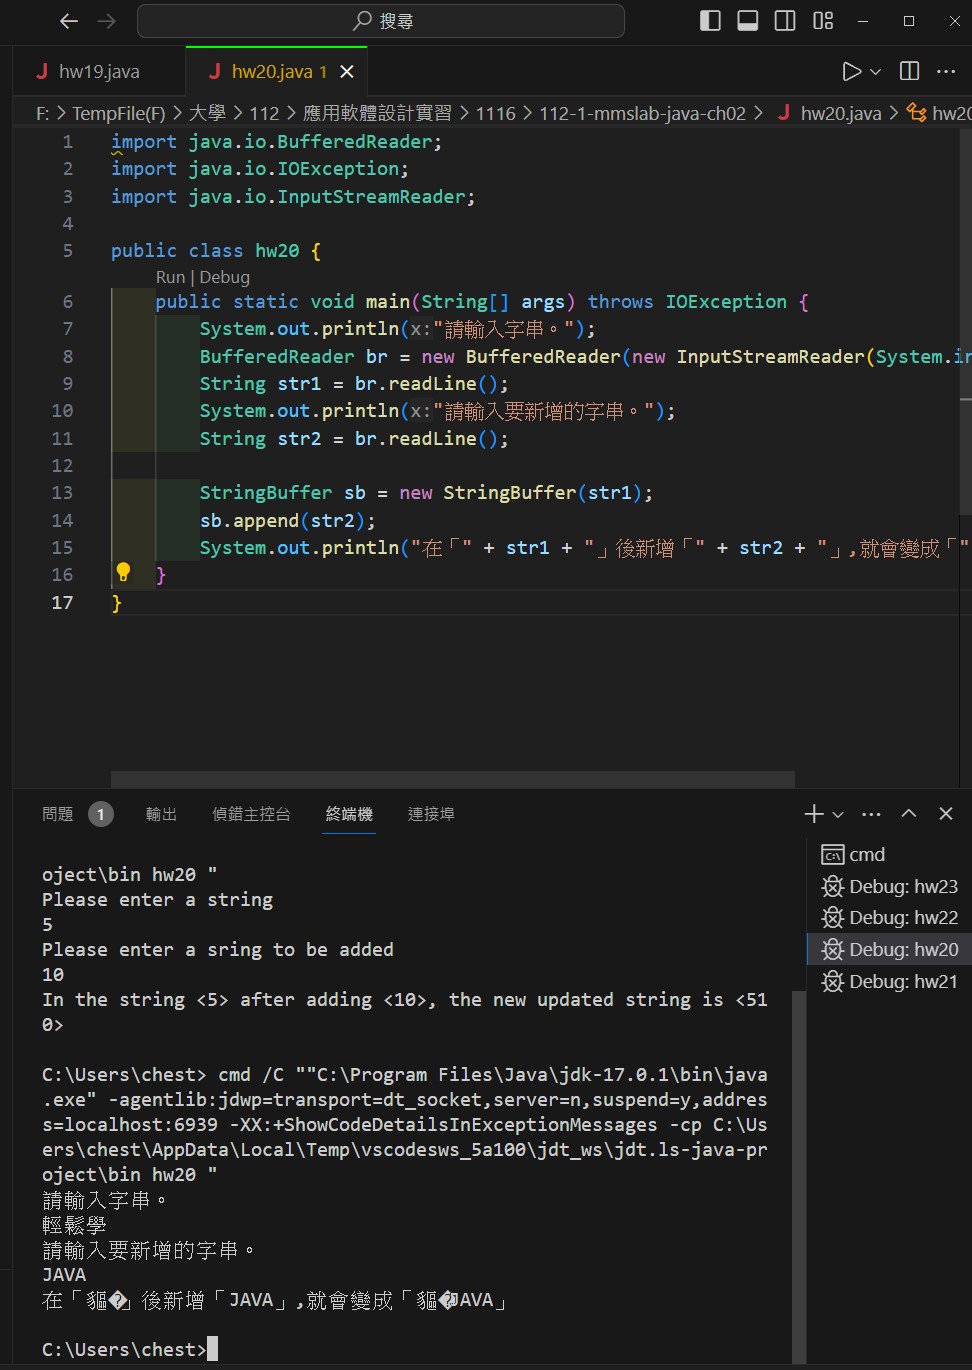 搜尋
hw19.java
hw20.java 1
F: > TempFile(F) > 大學 > 112 > 應用軟體設計實習 > 1116 > 112-1-mmslab-java-ch02 > hw20.java > hw20
1 import java.io.BufferedReader;
2 import java.io.IOException;
3 import java.io.InputStreamReader;
4
5 public class hw20 {
Run | Debug
6 public static void main(String[] args) throws IOException {
7 System.out.println(x:"請輸入字串。");
8 BufferedReader br = new BufferedReader(new InputStreamReader(System.in
9 String str1 = br.readLine();
10 System.out.println(x:"請輸入要新增的字串。");
11 String str2 = br.readLine();
12
13 StringBuffer sb = new StringBuffer(str1);
14 sb.append(str2);
15 System.out.println("在「" + str1 + "」後新增「" + str2 + "」,就會變成「"
16 }
17 }
問題 1 輸出 偵錯主控台 終端機 連接埠
oject\bin hw20 "
Please enter a string
5
Please enter a sring to be added
10
In the string <5> after adding <10>, the new updated string is <51
0>
C:\Users\chest> cmd /C ""C:\Program Files\Java\jdk-17.0.1\bin\java
.exe" -agentlib:jdwp=transport=dt_socket,server=n,suspend=y,addres
s=localhost:6939 -XX:+ShowCodeDetailsInExceptionMessages -cp C:\Us
ers\chest\AppData\Local\Temp\vscodesws_5a100\jdt_ws\jdt.ls-java-pr
oject\bin hw20 "
請輸入字串。
輕鬆學
請輸入要新增的字串。
JAVA
在「貙�」後新增「JAVA」,就會變成「貙�JAVA」
C:\Users\chest>
cmd
Debug: hw23
Debug: hw22
Debug: hw20
Debug: hw21